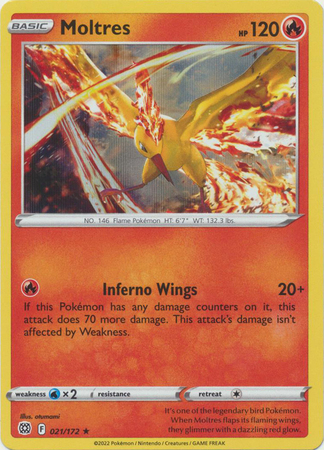 BASIC Moltres HP 120
NO. 146. Flame Pokémon HT: 6'7" WT: 132.3 lbs.
Inferno Wings 20+
If this Pokémon has any damage counters on it, this
attack does 70 more damage. This attack's damage isn't
affected by Weakness.
weakness ×2 resistance retreat
Illus. otumami
F 021/172 ★
It's one of the legendary bird Pokémon.
When Moltres flaps its flaming wings,
they glimmer with a dazzling red glow.
©2022 Pokémon / Nintendo / Creatures / GAME FREAK